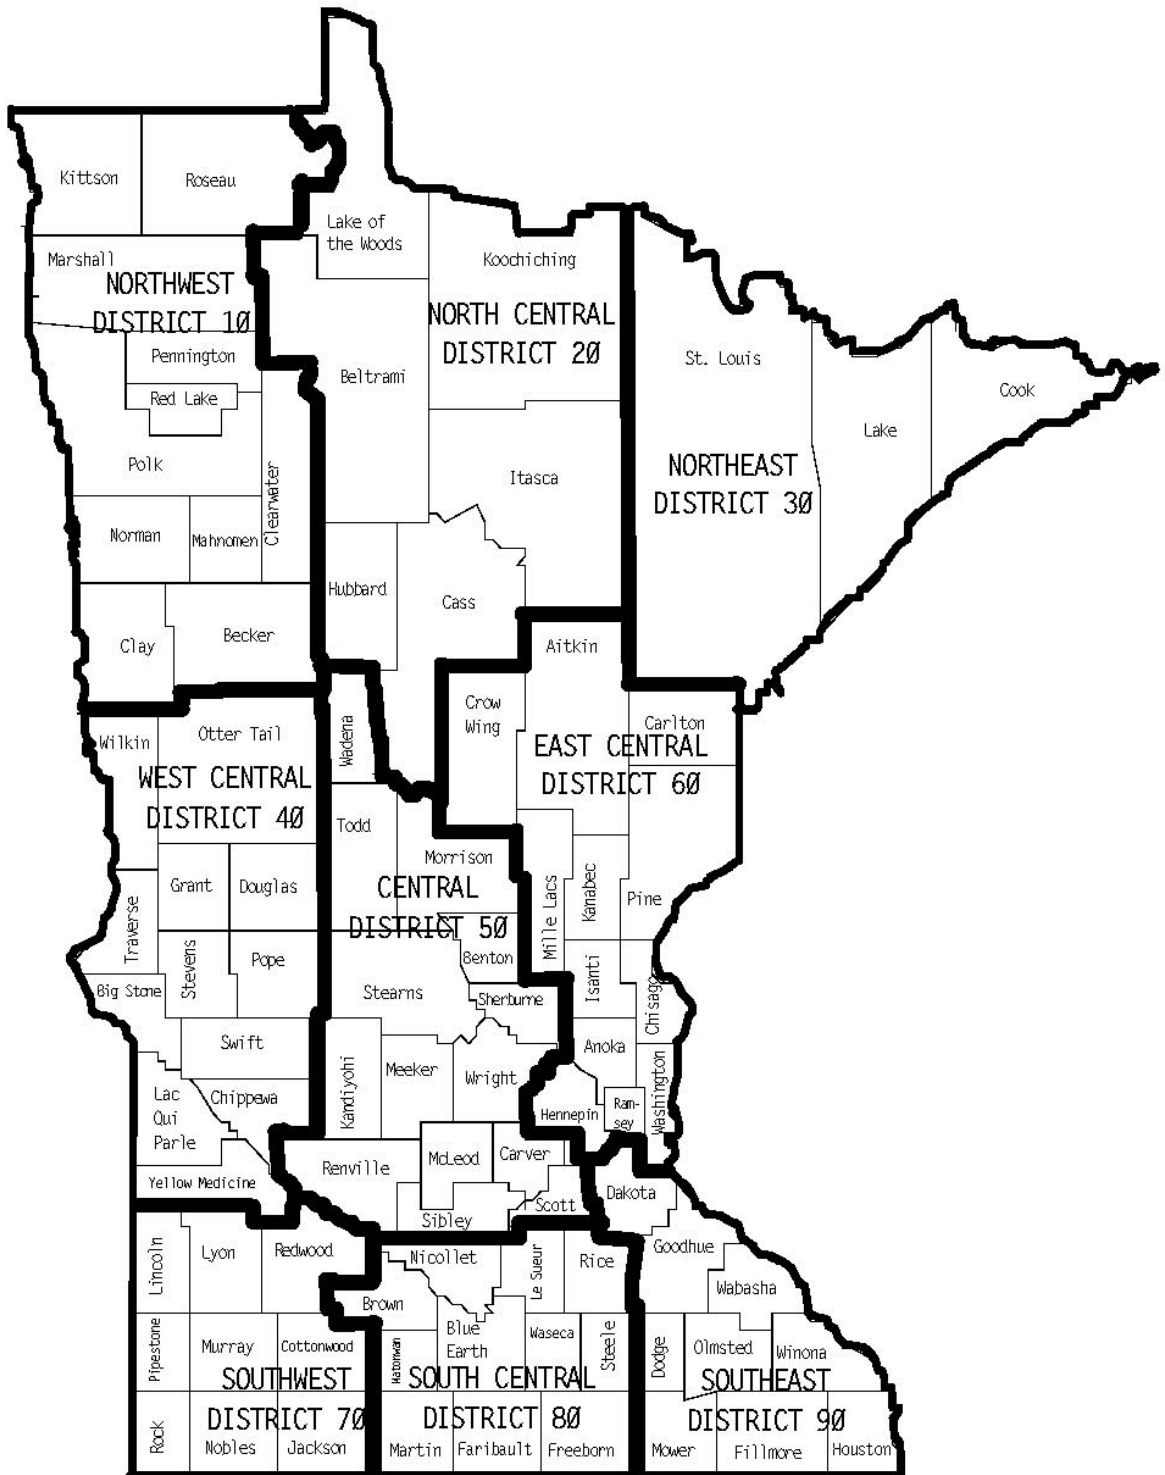 Kittson
Roseau
Lake of
the Woods
Marshall
Koochiching
NORTHWEST
DISTRICT 10
NORTH CENTRAL
DISTRICT 20
Pennington
St. Louis
Beltrami
Red Lake
Cook
Lake
Polk
NORTHEAST
DISTRICT 30
Itasca
Clearwater
Norman
Mahnomen
Hubbard
Cass
Clay
Becker
Aitkin
Crow
Wing
Wilkin
Otter Tail
Wadena
Carlton
EAST CENTRAL
DISTRICT 60
WEST CENTRAL
DISTRICT 40
Todd
Morrison
Grant
Douglas
CENTRAL
DISTRICT 50
Mille Lacs
Kanabec
Pine
Traverse
Stevens
Pope
Benton
Isanti
Big Stone
Stearns
Sherburne
Chisago
Swift
Anoka
Kandiyohi
Meeker
Wright
Washington
Lac
Qui
Parle
Chippewa
Hennepin
Ram-
sey
Renville
McLeod
Carver
Yellow Medicine
Dakota
Scott
Sibley
Lincoln
Lyon
Redwood
Nicollet
Le Sueur
Rice
Goodhue
Wabasha
Brown
Pipestone
Murray
Cottonwood
Watonwan
Blue
Earth
Waseca
Steele
Dodge
Olmsted
Winona
SOUTHWEST
DISTRICT 70
SOUTH CENTRAL
DISTRICT 80
SOUTHEAST
DISTRICT 90
Rock
Nobles
Jackson
Martin
Faribault
Freeborn
Mower
Fillmore
Houston